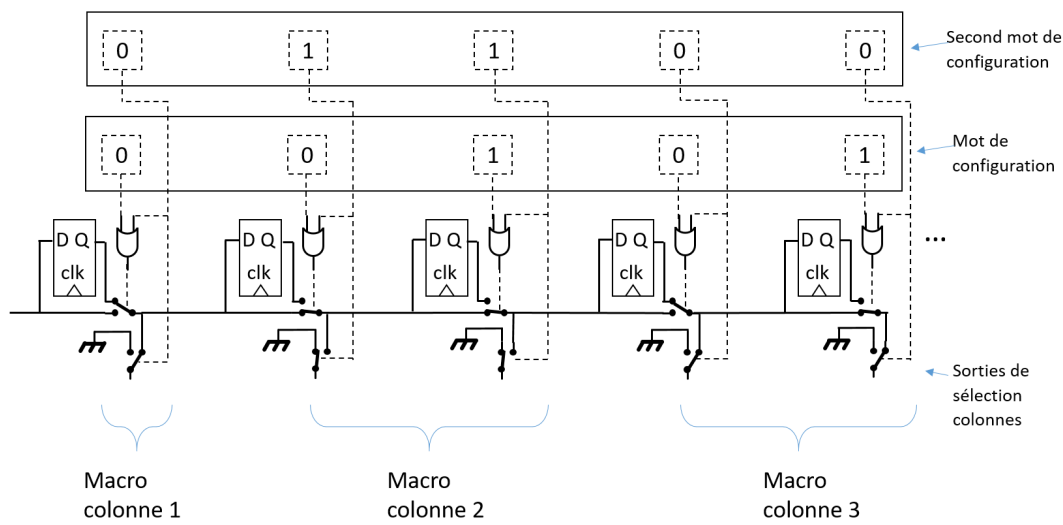 0 1 1 0 0
Second mot de
configuration
0 0 1 0 1
Mot de
configuration
D Q D Q D Q D Q D Q
...
clk clk clk clk clk
Sorties de
sélection
colonnes
Macro
colonne 1
Macro
colonne 2
Macro
colonne 3